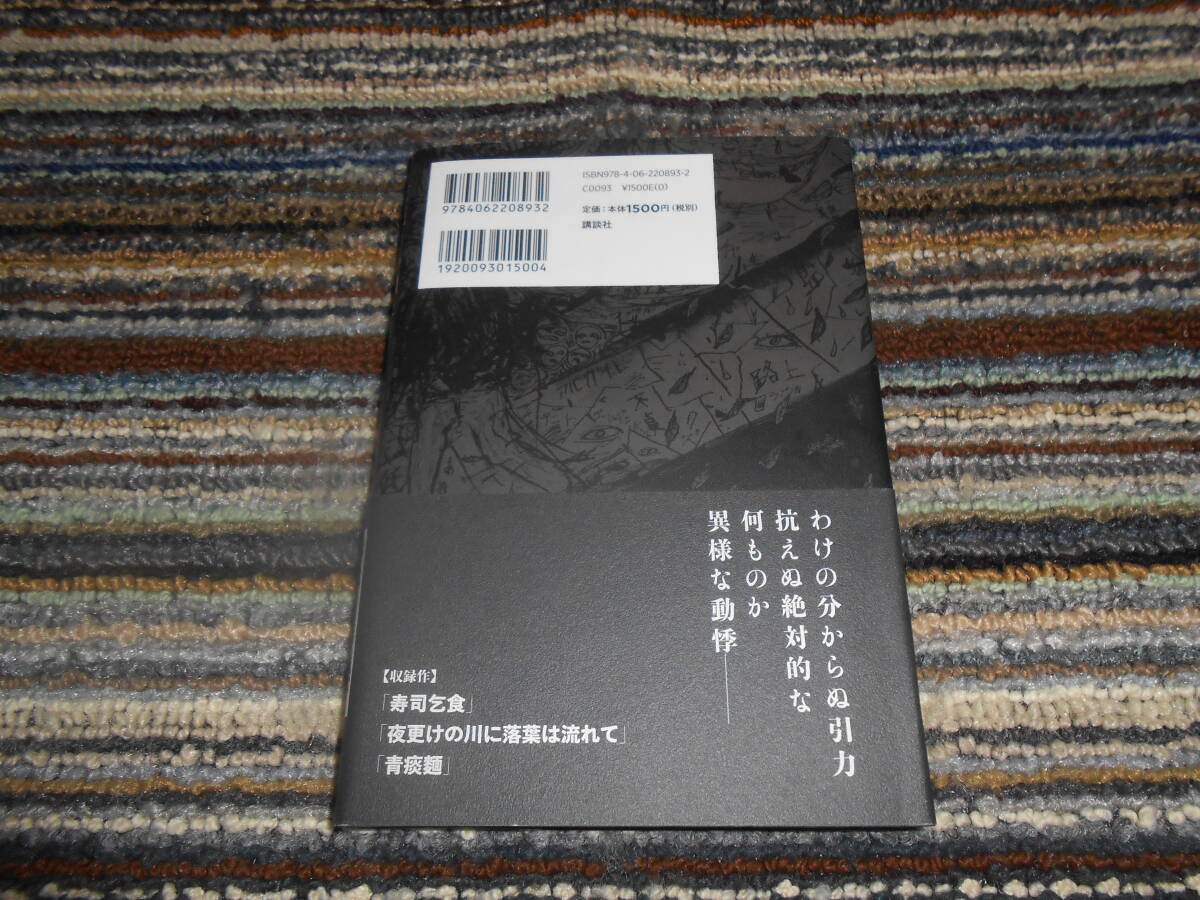 ISBN978-4-06-220893-2
C0093 ¥1500E(0)
定価:本体1500円(税別)
講談社
9784062208932
1920093015004
路上
わけの分からぬ引力
抗えぬ絶対的な
何ものか
異様な動悸――
【収録作】
「寿司乞食」
「夜更けの川に落葉は流れて」
「青痰麺」